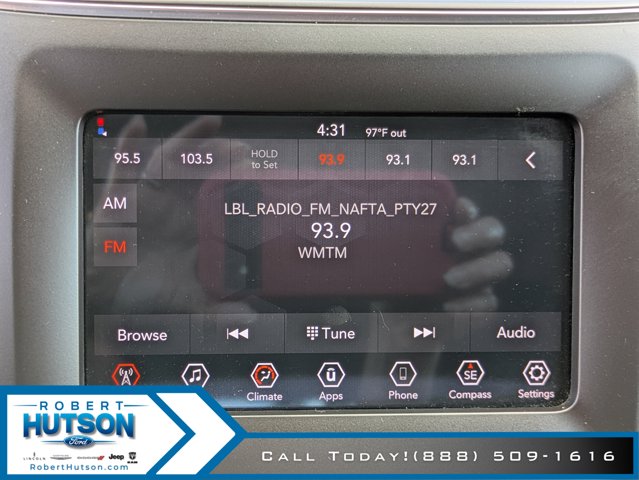 4:31 97°F out
95.5 103.5 HOLD to Set 93.9 93.1 93.1
AM
LBL_RADIO_FM_NAFTA_PTY27
93.9
FM
WMTM
Browse Tune Audio
Climate Apps Phone SE Compass Settings
ROBERT
HUTSON
Ford
LINCOLN Jeep RAM
RobertHutson.com
CALL TODAY!(888) 509-1616